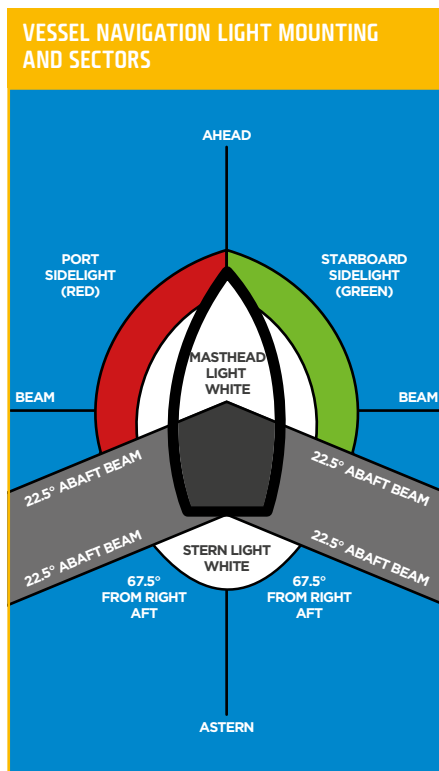 VESSEL NAVIGATION LIGHT MOUNTING
AND SECTORS
AHEAD
PORT
SIDELIGHT
(RED)
STARBOARD
SIDELIGHT
(GREEN)
MASTHEAD
LIGHT
WHITE
BEAM
BEAM
22.5° ABAFT BEAM
22.5° ABAFT BEAM
22.5° ABAFT BEAM
22.5° ABAFT BEAM
STERN LIGHT
WHITE
67.5°
FROM RIGHT
AFT
67.5°
FROM RIGHT
AFT
ASTERN